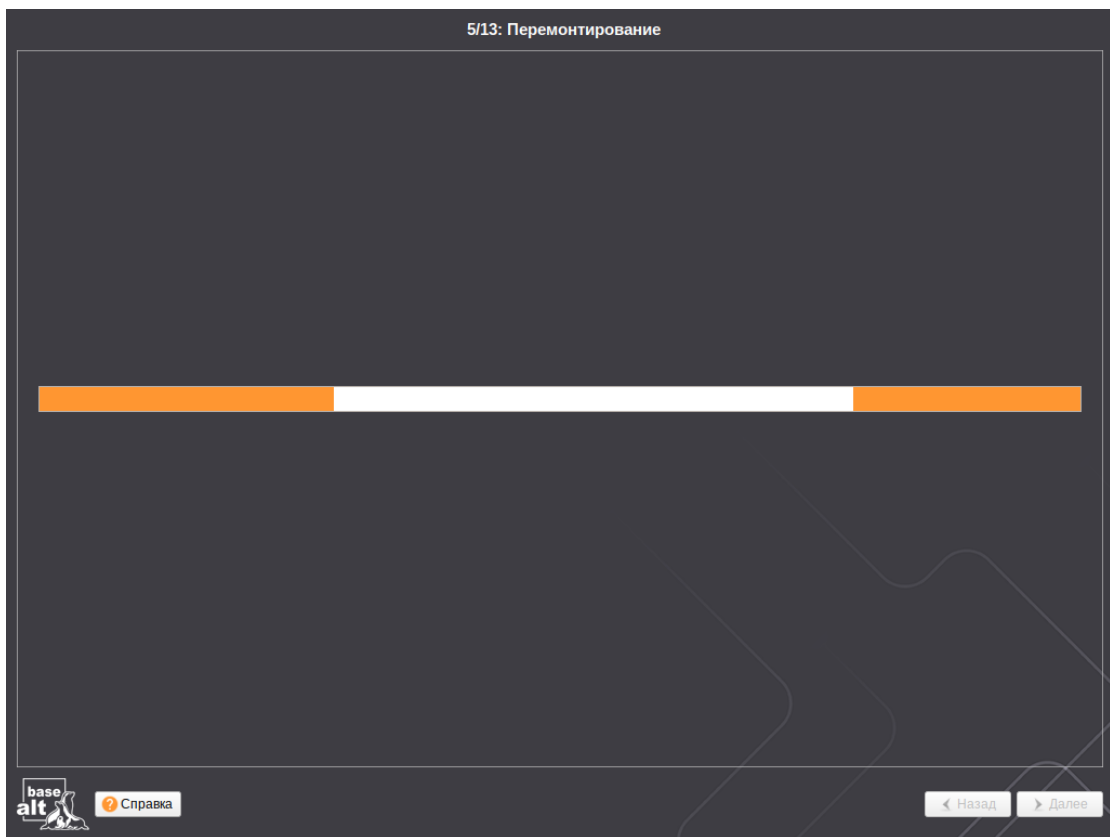 5/13: Перемонтирование
base
alt
Справка
Назад
Далее